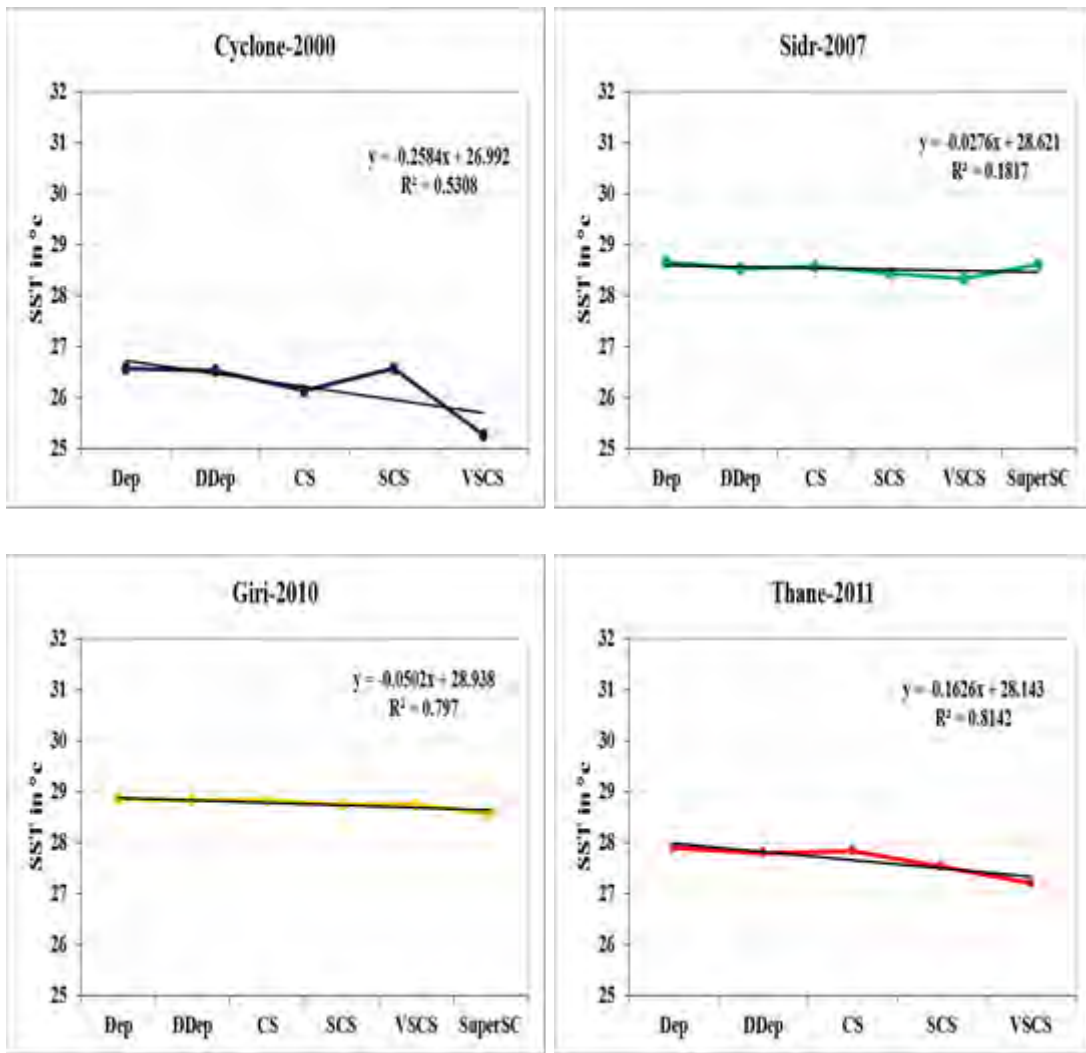 Cyclone-2000
32
31
y = -0.2584x + 26.992
R² = 0.5308
30
29
28
27
26
25
SST in °c
Dep DDep CS SCS VSCS
Sidr-2007
32
31
y = -0.0276x + 28.621
R² = 0.1817
30
29
28
27
26
25
SST in °c
Dep DDep CS SCS VSCS SuperSC
Giri-2010
32
31
y = -0.0502x + 28.938
R² = 0.797
30
29
28
27
26
25
SST in °c
Dep DDep CS SCS VSCS SuperSC
Thane-2011
32
31
y = -0.1626x + 28.143
R² = 0.8142
30
29
28
27
26
25
SST in °c
Dep DDep CS SCS VSCS